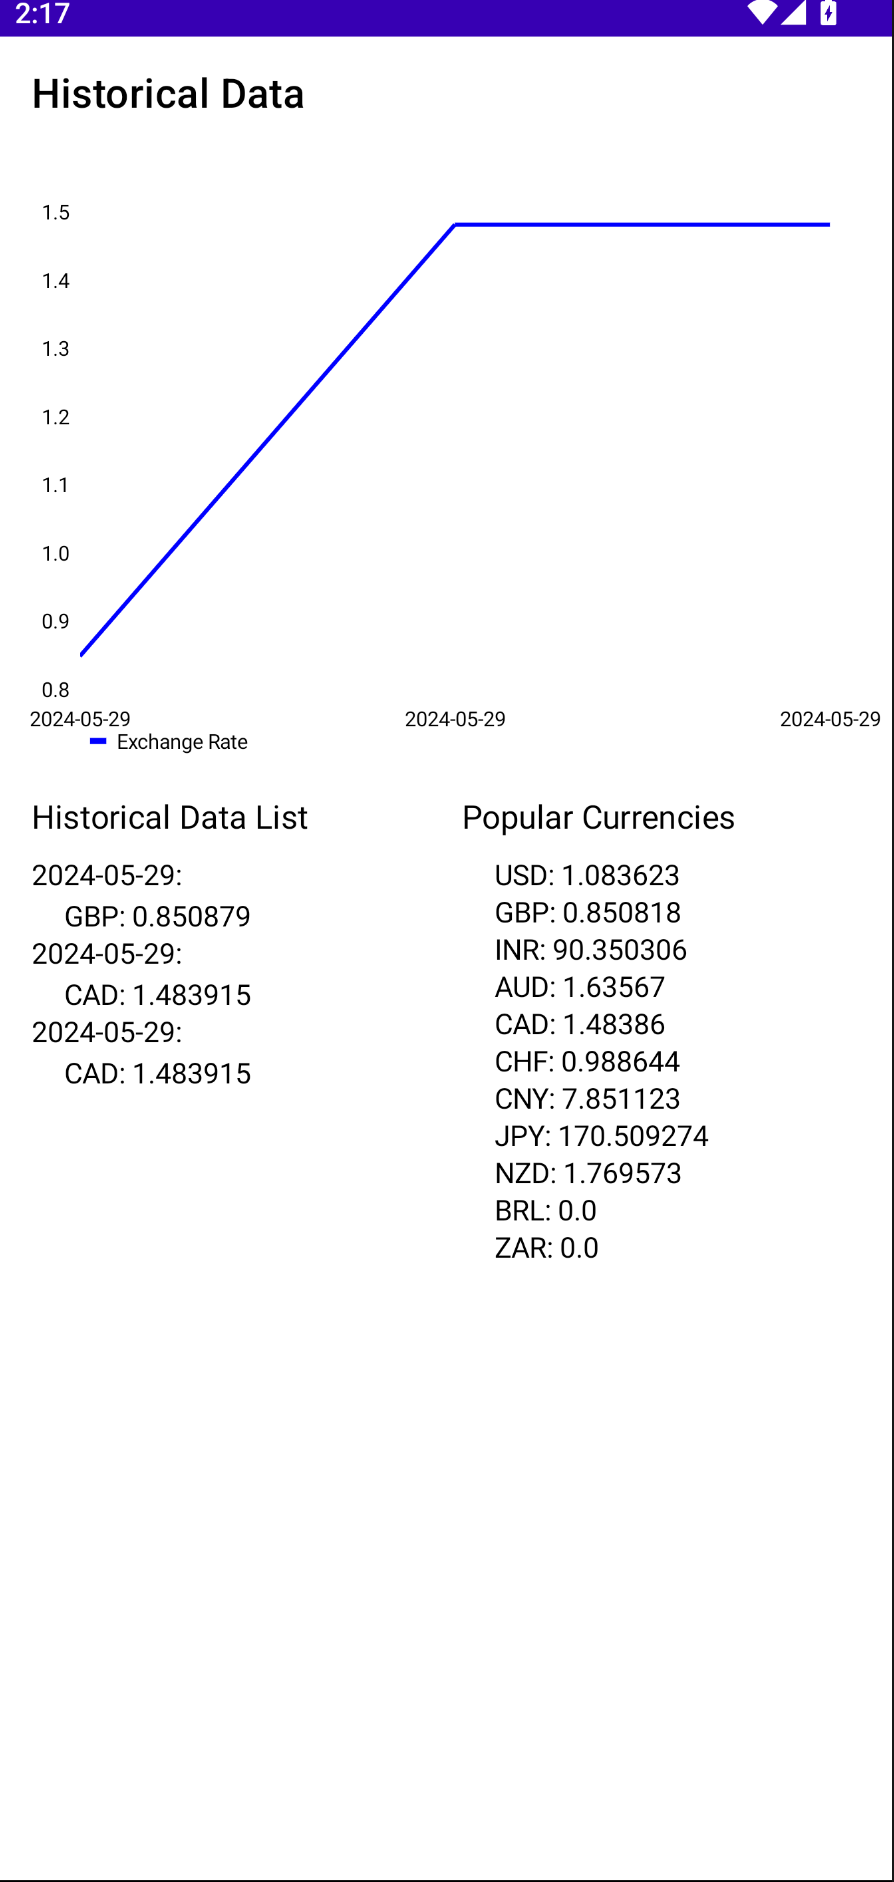 2:17
Historical Data
1.5
1.4
1.3
1.2
1.1
1.0
0.9
0.8
2024-05-29 2024-05-29 2024-05-29
Exchange Rate
Historical Data List
2024-05-29:
GBP: 0.850879
2024-05-29:
CAD: 1.483915
2024-05-29:
CAD: 1.483915
Popular Currencies
USD: 1.083623
GBP: 0.850818
INR: 90.350306
AUD: 1.63567
CAD: 1.48386
CHF: 0.988644
CNY: 7.851123
JPY: 170.509274
NZD: 1.769573
BRL: 0.0
ZAR: 0.0